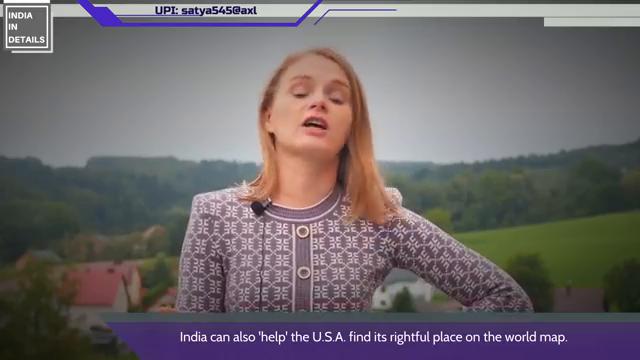 INDIA
IN
DETAILS
UPI: satya545@axl
India can also 'help' the U.S.A. find its rightful place on the world map.